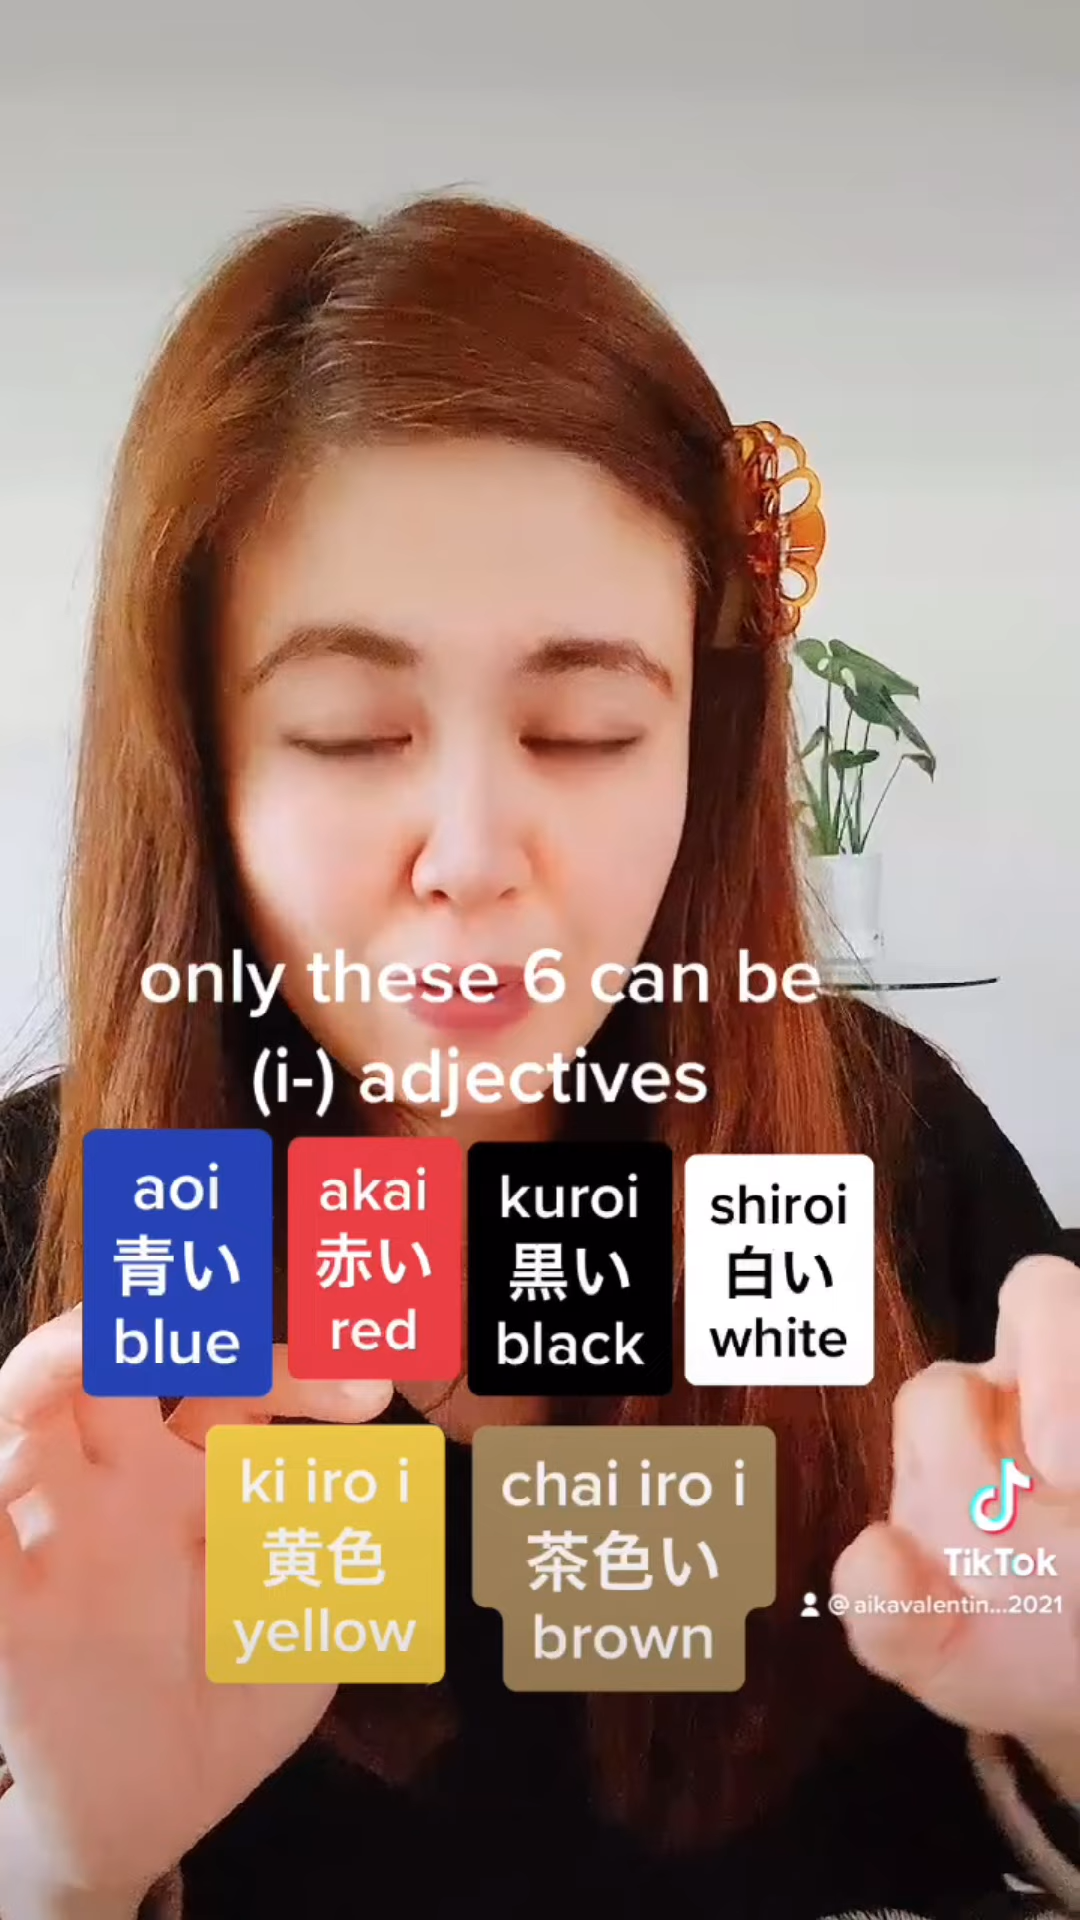 only these 6 can be
(i-) adjectives
aoi
青い
blue
akai
赤い
red
kuroi
黒い
black
shiroi
白い
white
ki iro i
黄色
yellow
chai iro i
茶色い
brown
TikTok
@aikavalentin...2021